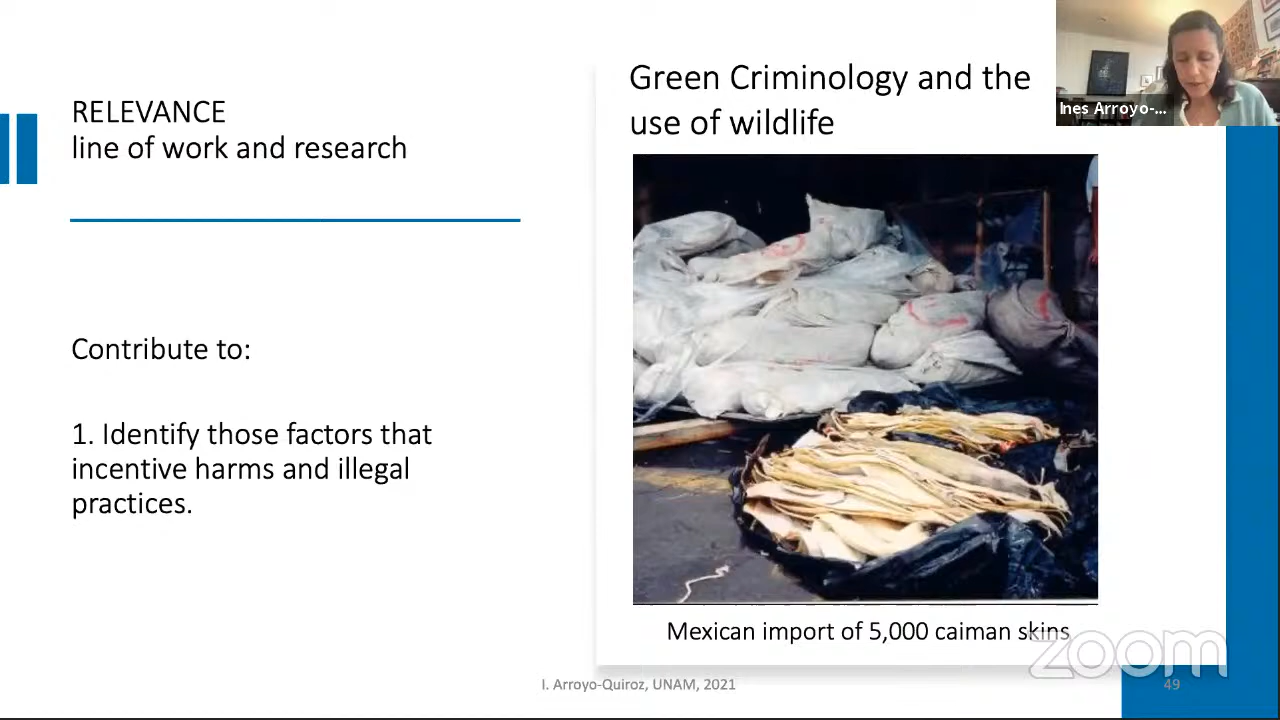 RELEVANCE
line of work and research
Contribute to:
1. Identify those factors that
incentive harms and illegal
practices.
Green Criminology and the
use of wildlife
Ines Arroyo-...
Mexican import of 5,000 caiman skins
zoom
I. Arroyo-Quiroz, UNAM, 2021
49